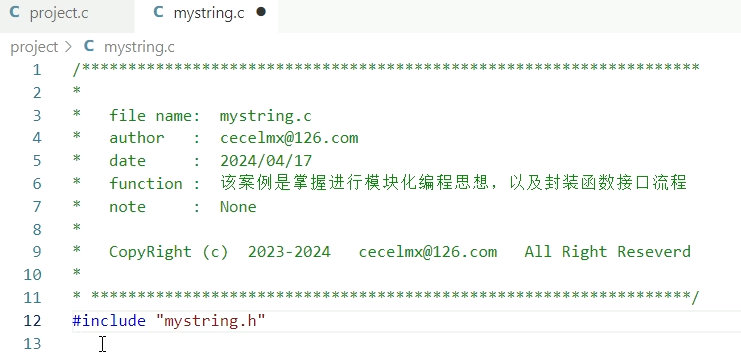 C project.c C mystring.c ●
project > C mystring.c
1 /**********************************************************************
2 *
3 * file name: mystring.c
4 * author : cecelmx@126.com
5 * date : 2024/04/17
6 * function : 该案例是掌握进行模块化编程思想，以及封装函数接口流程
7 * note : None
8 *
9 * CopyRight (c) 2023-2024 cecelmx@126.com All Right Reseverd
10 *
11 * *****************************************************************/
12 #include "mystring.h"
13